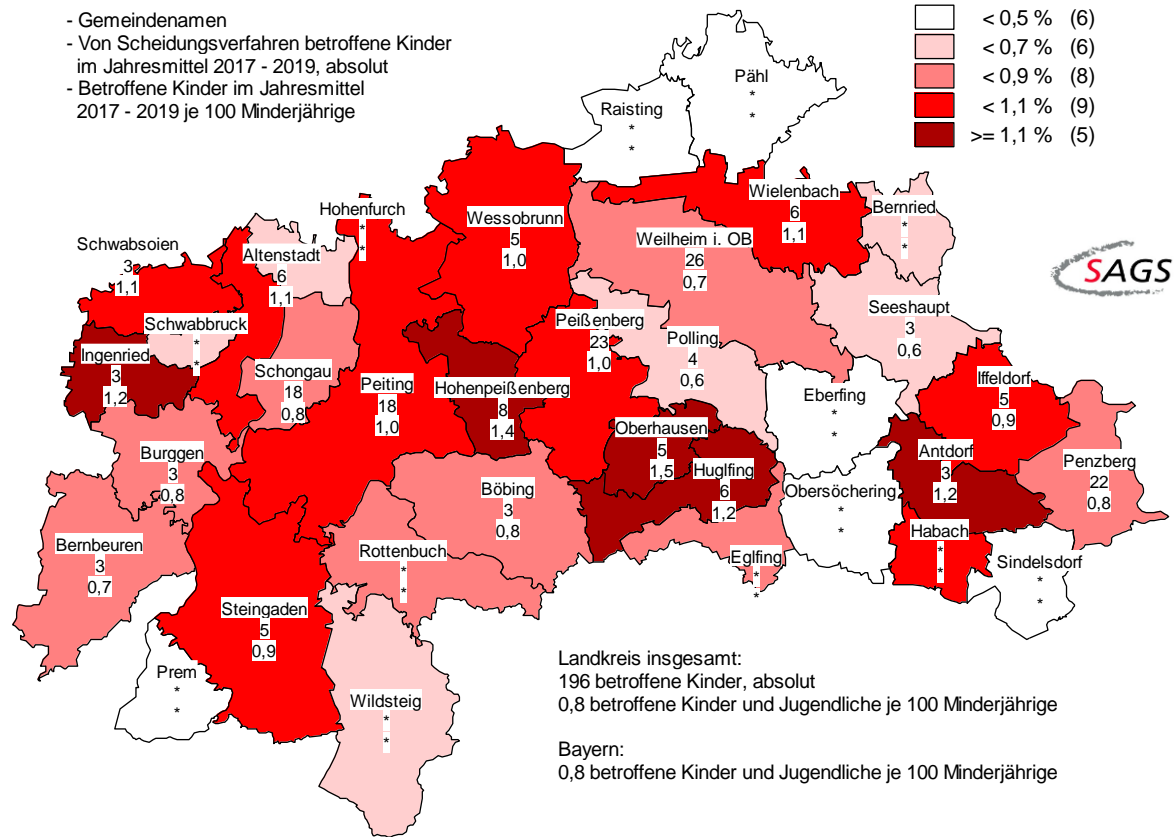 - Gemeindenamen
- Von Scheidungsverfahren betroffene Kinder
im Jahresmittel 2017 - 2019, absolut
- Betroffene Kinder im Jahresmittel
2017 - 2019 je 100 Minderjährige
< 0,5 % (6)
< 0,7 % (6)
< 0,9 % (8)
< 1,1 % (9)
>= 1,1 % (5)
SAGS
Pähl
*
*
Raisting
*
*
Wielenbach
6
1,1
Bernried
*
*
Hohenfurch
*
*
Wessobrunn
5
1,0
Weilheim i. OB
26
0,7
Schwabsoien
3
1,1
Altenstadt
6
1,1
Seeshaupt
3
0,6
Schwabbruck
*
*
Peißenberg
23
1,0
Polling
4
0,6
Ingenried
3
1,2
Schongau
18
0,8
Peiting
18
1,0
Hohenpeißenberg
8
1,4
Eberfing
*
*
Iffeldorf
5
0,9
Oberhausen
5
1,5
Burggen
3
0,8
Huglfing
6
1,2
Antdorf
3
1,2
Penzberg
22
0,8
Böbing
3
0,8
Obersöchering
*
*
Bernbeuren
3
0,7
Rottenbuch
*
*
Eglfing
*
*
Habach
*
*
Sindelsdorf
*
*
Steingaden
5
0,9
Prem
*
*
Wildsteig
*
*
Landkreis insgesamt:
196 betroffene Kinder, absolut
0,8 betroffene Kinder und Jugendliche je 100 Minderjährige
Bayern:
0,8 betroffene Kinder und Jugendliche je 100 Minderjährige